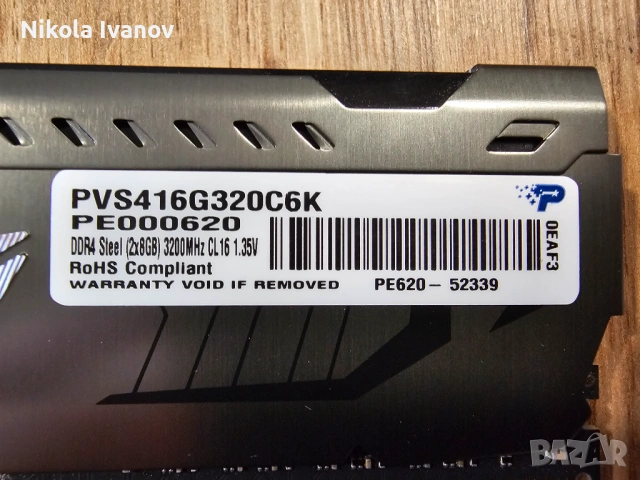 Nikola Ivanov
PVS416G320C6K
PE000620
DDR4 Steel (2x8GB) 3200MHz CL16 1.35V
RoHS Compliant
WARRANTY VOID IF REMOVED
PE620- 52339
0EAF3
BAZAR